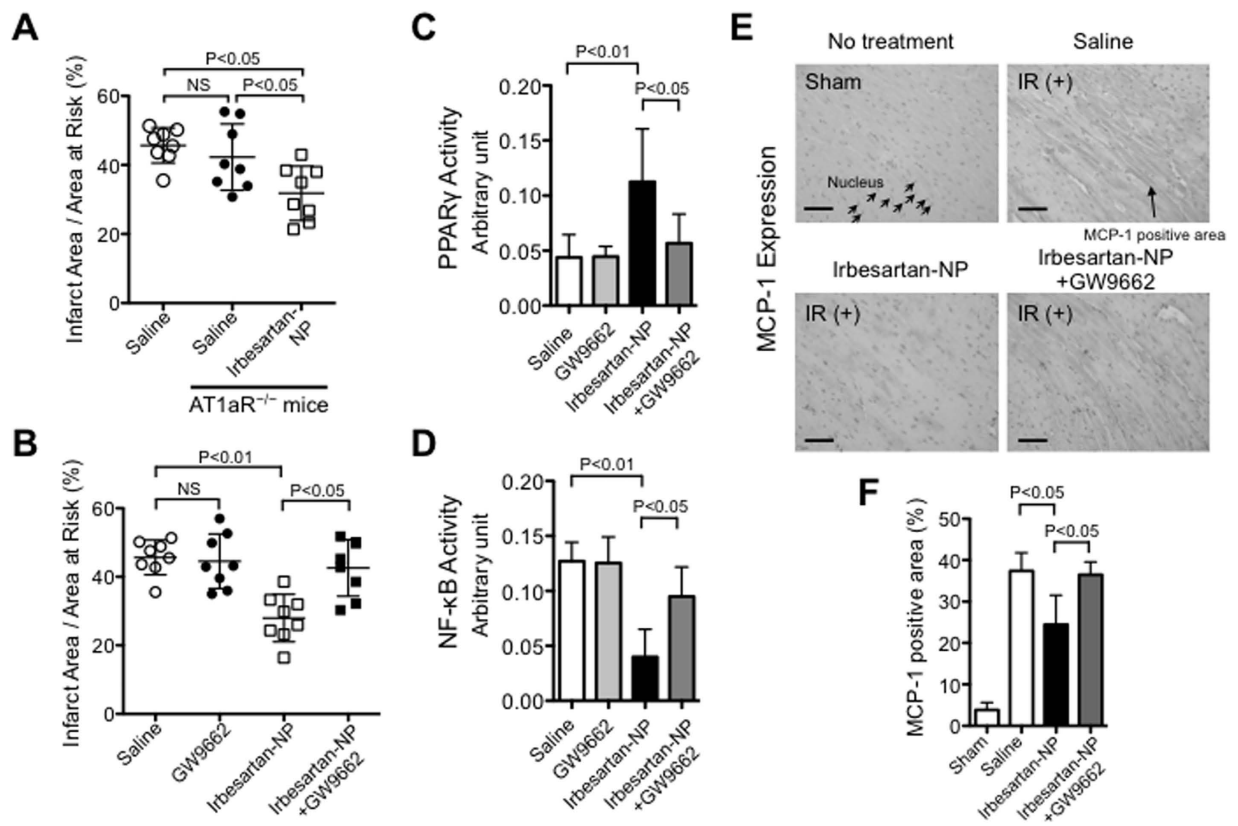 A
Infarct Area / Area at Risk (%)
P<0.05
NS
P<0.05
60
40
20
0
Saline
Saline
Irbesartan-
NP
AT1aR−/− mice
B
Infarct Area / Area at Risk (%)
P<0.01
NS
P<0.05
60
40
20
0
Saline
GW9662
Irbesartan-NP
Irbesartan-NP
+GW9662
C
PPARγ Activity
Arbitrary unit
P<0.01
P<0.05
0.20
0.15
0.10
0.05
0.00
Saline
GW9662
Irbesartan-NP
Irbesartan-NP
+GW9662
D
NF-κB Activity
Arbitrary unit
P<0.01
P<0.05
0.20
0.15
0.10
0.05
0.00
Saline
GW9662
Irbesartan-NP
Irbesartan-NP
+GW9662
E
MCP-1 Expression
No treatment
Saline
Sham
IR (+)
Nucleus
MCP-1 positive area
Irbesartan-NP
Irbesartan-NP
+GW9662
IR (+)
IR (+)
F
MCP-1 positive area (%)
P<0.05
P<0.05
50
40
30
20
10
0
Sham
Saline
Irbesartan-NP
Irbesartan-NP
+GW9662